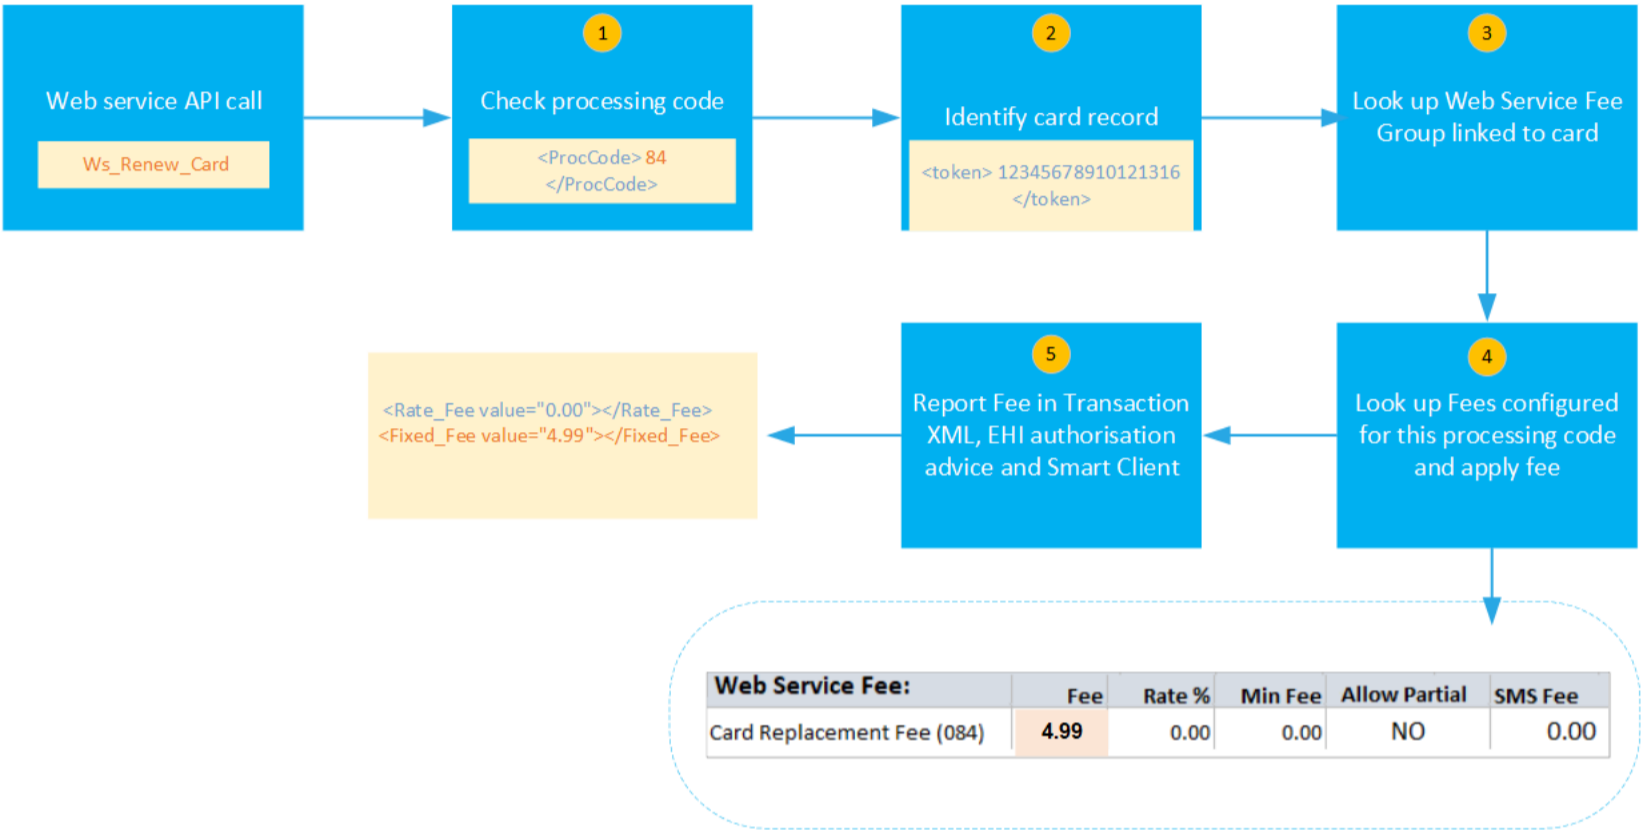 Web service API call
Ws_Renew_Card
1
Check processing code
<ProcCode> 84
</ProcCode>
2
Identify card record
<token> 12345678910121316
</token>
3
Look up Web Service Fee
Group linked to card
4
Look up Fees configured
for this processing code
and apply fee
5
Report Fee in Transaction
XML, EHI authorisation
advice and Smart Client
<Rate_Fee value="0.00"></Rate_Fee>
<Fixed_Fee value="4.99"></Fixed_Fee>
Web Service Fee: Fee Rate % Min Fee Allow Partial SMS Fee
Card Replacement Fee (084) 4.99 0.00 0.00 NO 0.00